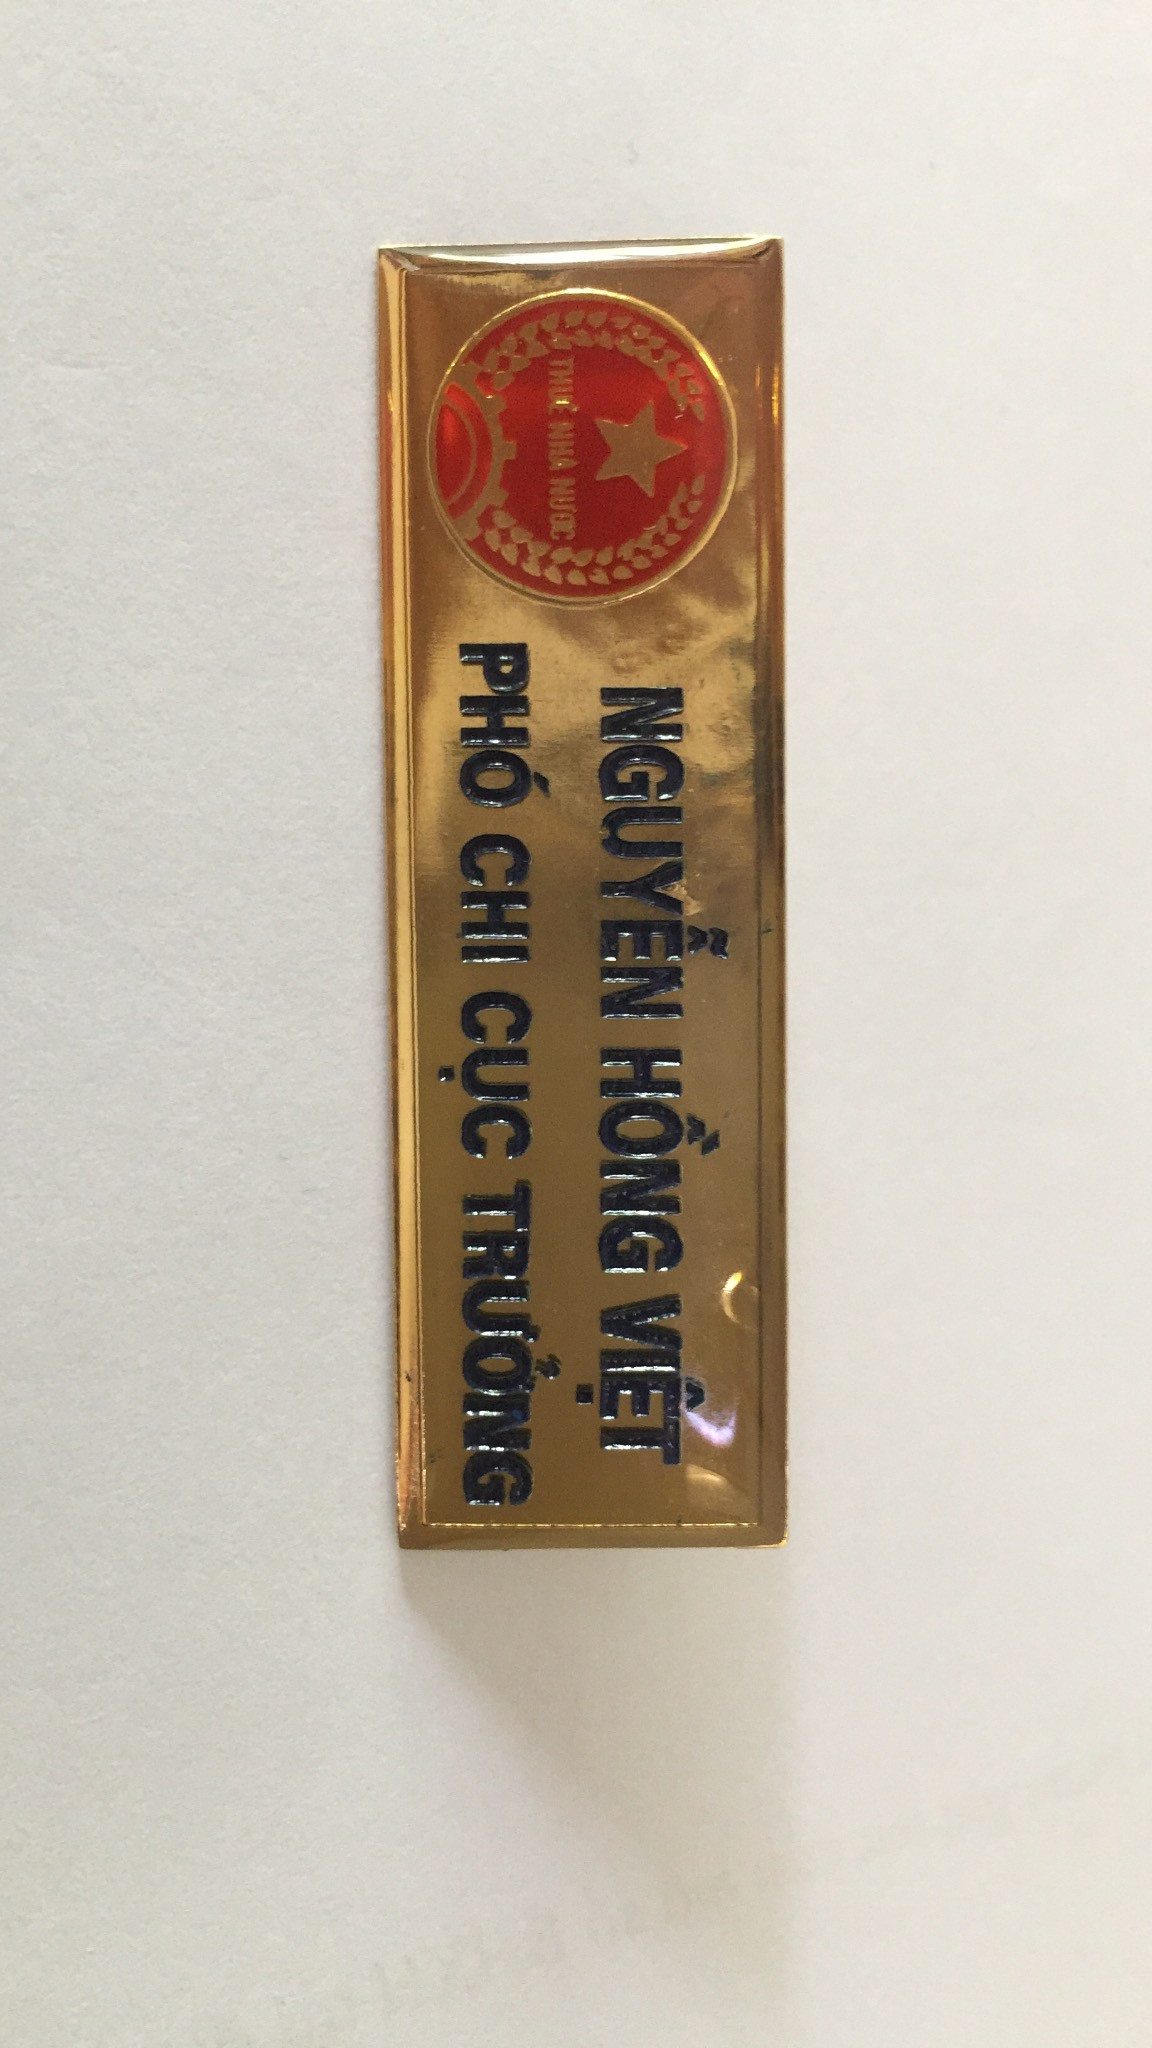 THUẾ NHÀ NƯỚC
NGUYỄN HỒNG VIỆT
PHÓ CHI CỤC TRƯỞNG